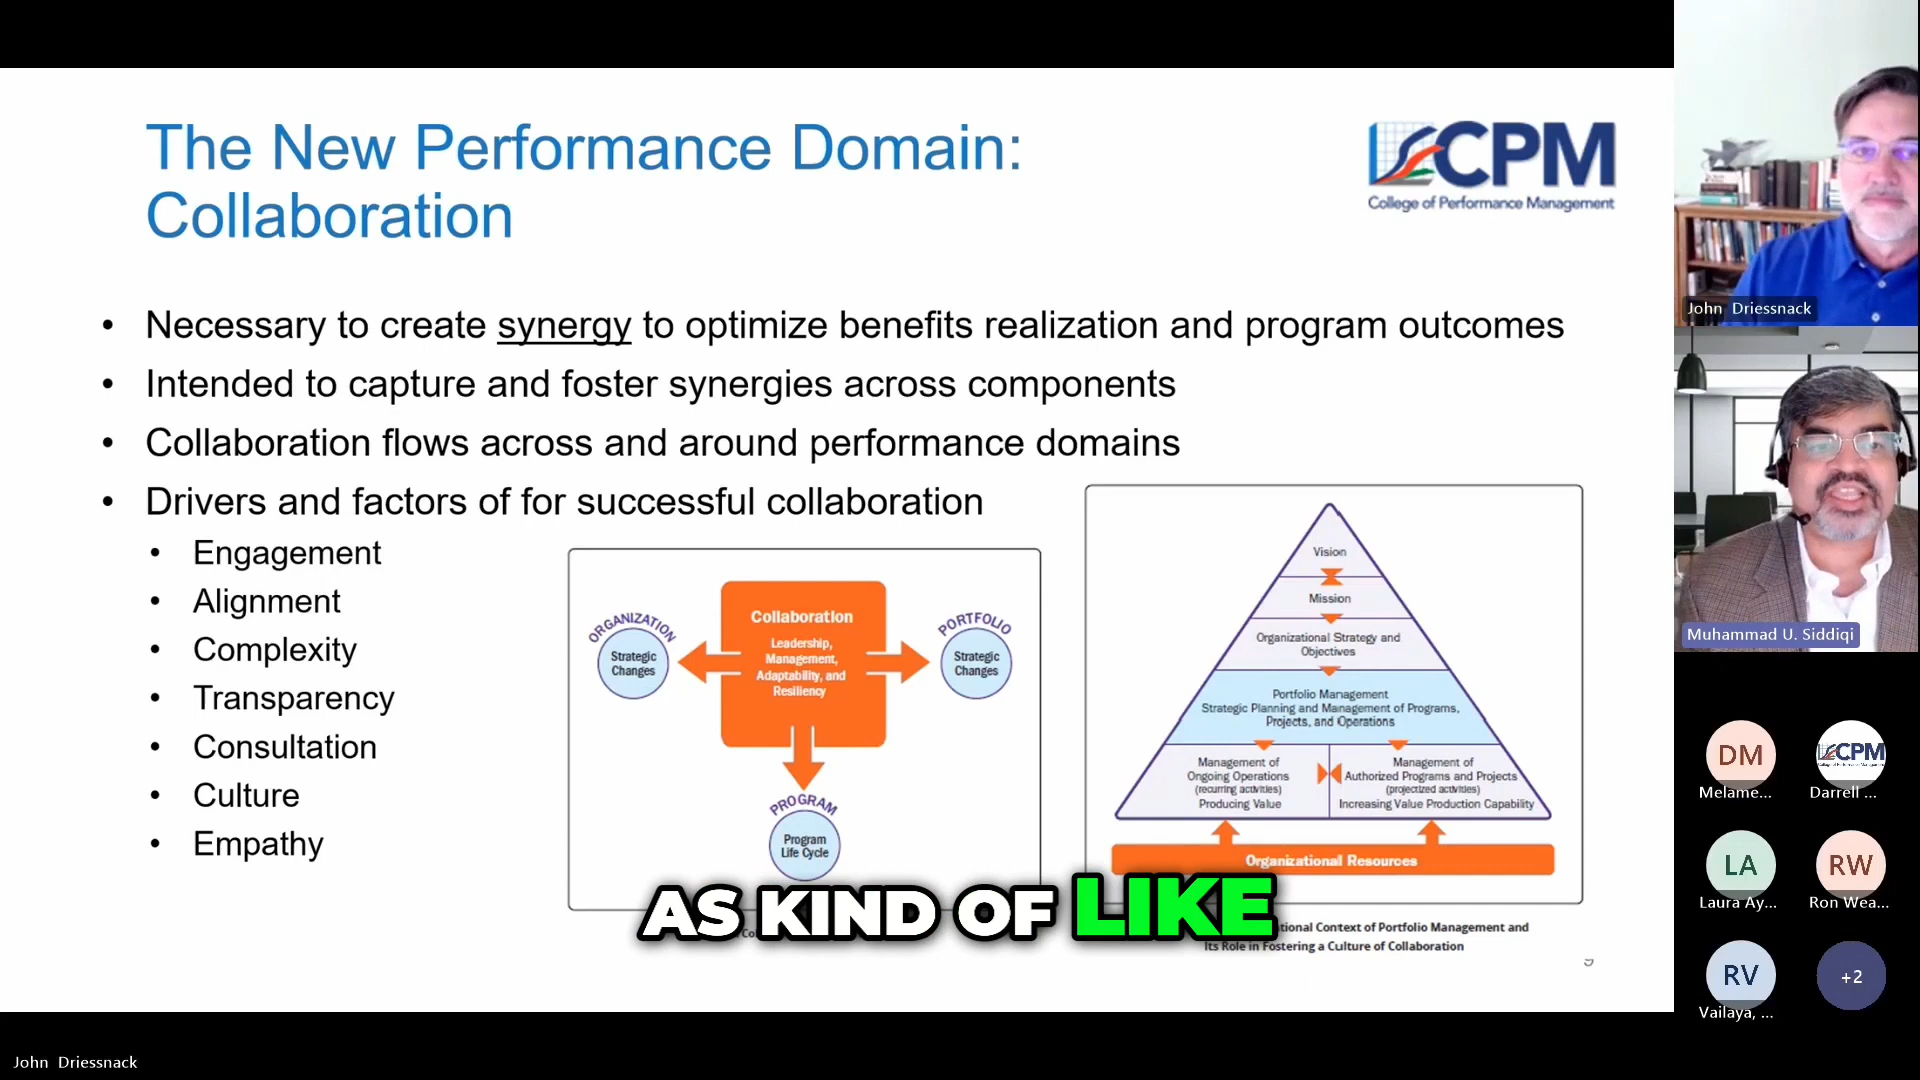 The New Performance Domain:
Collaboration
CPM
College of Performance Management
• Necessary to create synergy to optimize benefits realization and program outcomes
• Intended to capture and foster synergies across components
• Collaboration flows across and around performance domains
• Drivers and factors of for successful collaboration
• Engagement
• Alignment
• Complexity
• Transparency
• Consultation
• Culture
• Empathy
ORGANIZATION
Strategic
Changes
Collaboration
Leadership,
Management,
Adaptability, and
Resiliency
PORTFOLIO
Strategic
Changes
PROGRAM
Program
Life Cycle
Vision
Mission
Organizational Strategy and
Objectives
Portfolio Management
Strategic Planning and Management of Programs,
Projects, and Operations
Management of
Ongoing Operations
(recurring activities)
Producing Value
Management of
Authorized Programs and Projects
(projectized activities)
Increasing Value Production Capability
Organizational Resources
Context of Portfolio Management and
Its Role in Fostering a Culture of Collaboration
9
AS KIND OF LIKE
John Driessnack
Muhammad U. Siddiqi
DM
Melame...
CPM
Darrell ...
LA
Laura Ay...
RW
Ron Wea...
RV
Vailaya, ...
+2
John Driessnack